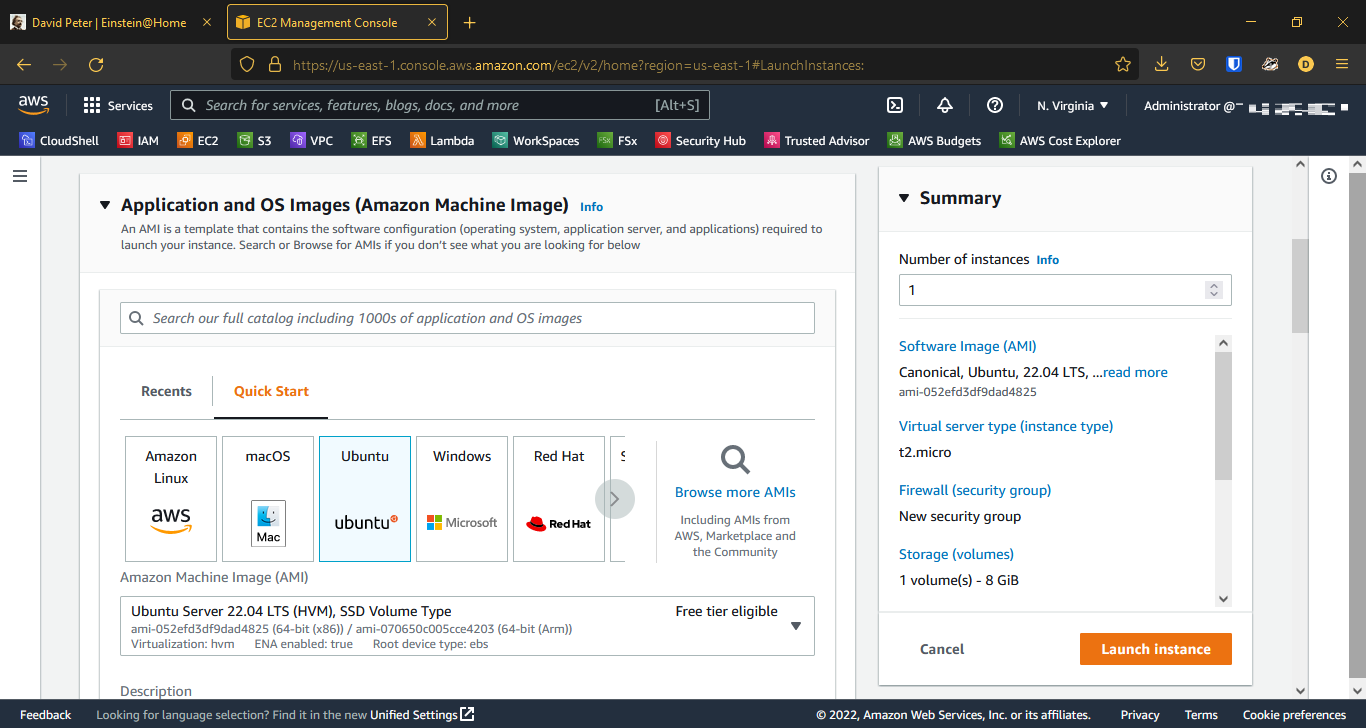 David Peter | Einstein@Home
EC2 Management Console
https://us-east-1.console.aws.amazon.com/ec2/v2/home?region=us-east-1#LaunchInstances:
D
aws
Services
Search for services, features, blogs, docs, and more
[Alt+S]
N. Virginia
Administrator @
CloudShell
IAM
EC2
S3
VPC
EFS
Lambda
WorkSpaces
FSx
Security Hub
Trusted Advisor
AWS Budgets
AWS Cost Explorer
Application and OS Images (Amazon Machine Image) Info
An AMI is a template that contains the software configuration (operating system, application server, and applications) required to
launch your instance. Search or Browse for AMIs if you don't see what you are looking for below
Search our full catalog including 1000s of application and OS images
Recents
Quick Start
Amazon
Linux
aws
macOS
Mac
Ubuntu
ubuntu
Windows
Microsoft
Red Hat
Red Hat
S
Browse more AMIs
Including AMIs from
AWS, Marketplace and
the Community
Amazon Machine Image (AMI)
Ubuntu Server 22.04 LTS (HVM), SSD Volume Type
Free tier eligible
ami-052efd3df9dad4825 (64-bit (x86)) / ami-070650c005cce4203 (64-bit (Arm))
Virtualization: hvm ENA enabled: true Root device type: ebs
Description
Summary
Number of instances Info
1
Software Image (AMI)
Canonical, Ubuntu, 22.04 LTS, ...read more
ami-052efd3df9dad4825
Virtual server type (instance type)
t2.micro
Firewall (security group)
New security group
Storage (volumes)
1 volume(s) - 8 GiB
Cancel
Launch instance
Feedback
Looking for language selection? Find it in the new Unified Settings
© 2022, Amazon Web Services, Inc. or its affiliates.
Privacy
Terms
Cookie preferences